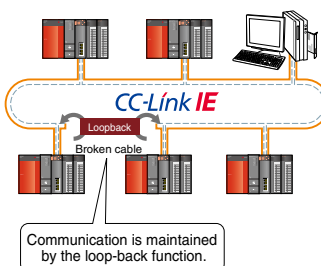 CC-Link IE
Loopback
Broken cable
Communication is maintained
by the loop-back function.